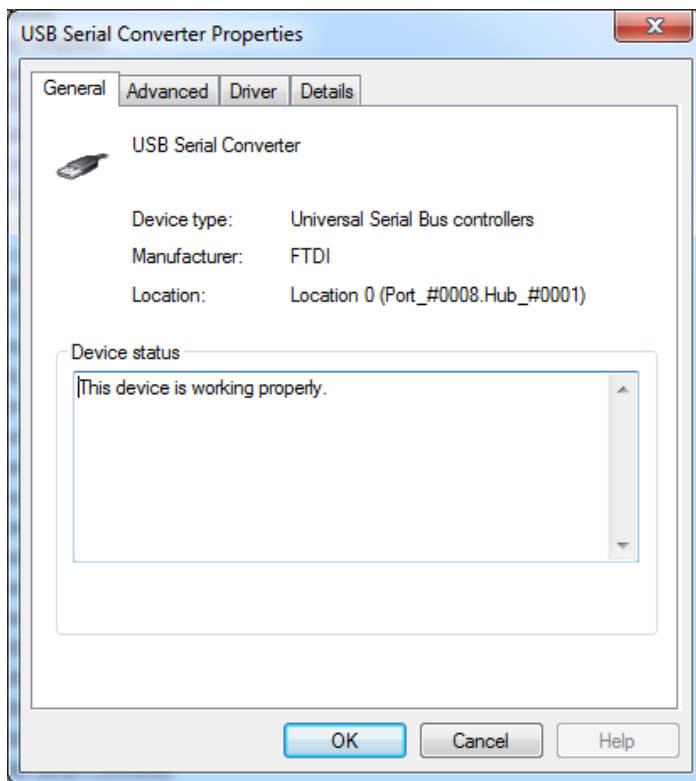 USB Serial Converter Properties
General Advanced Driver Details
USB Serial Converter
Device type: Universal Serial Bus controllers
Manufacturer: FTDI
Location: Location 0 (Port_#0008.Hub_#0001)
Device status
This device is working properly.
OK Cancel Help